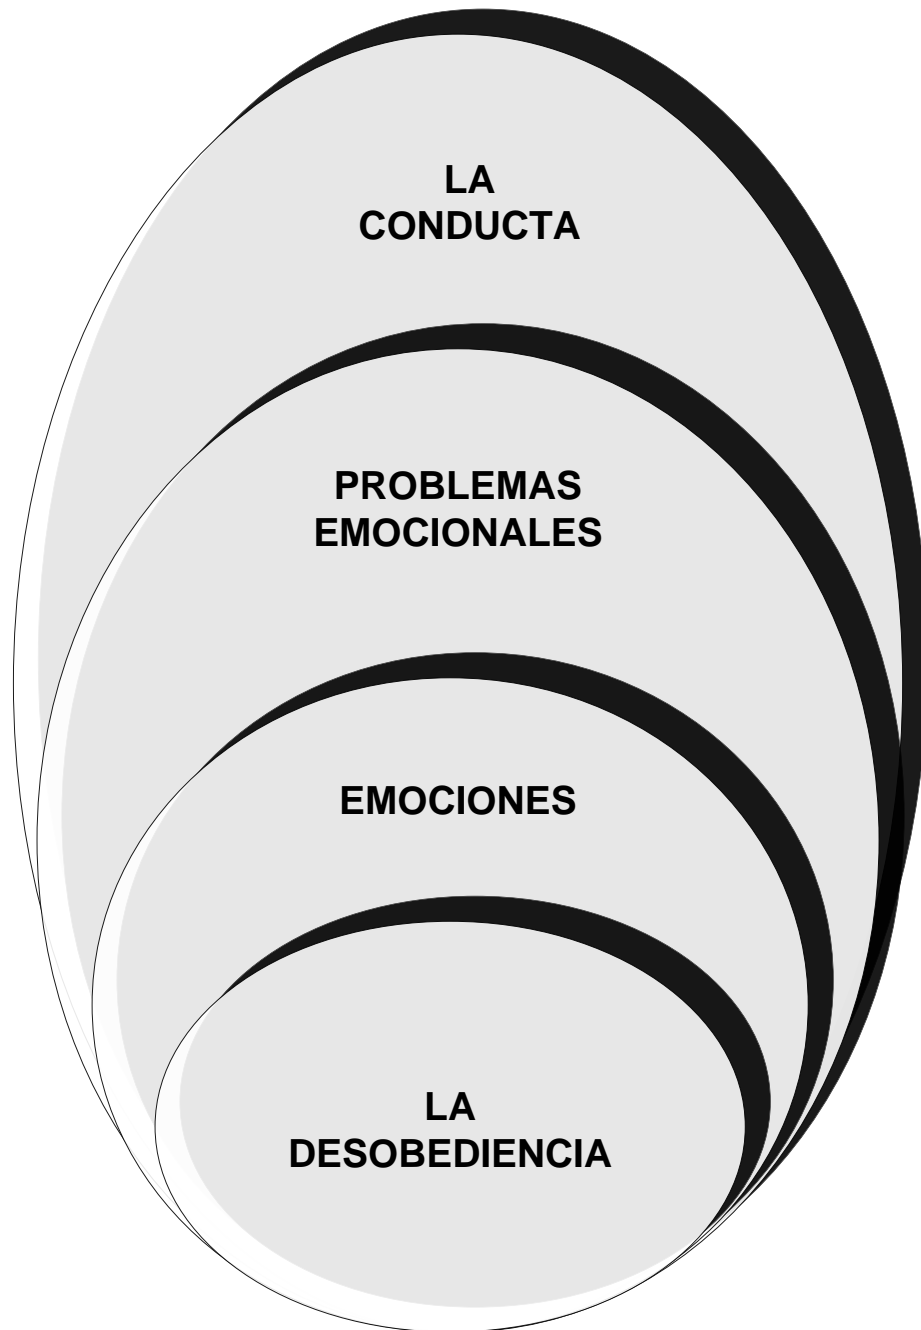 LA
CONDUCTA
PROBLEMAS
EMOCIONALES
EMOCIONES
LA
DESOBEDIENCIA